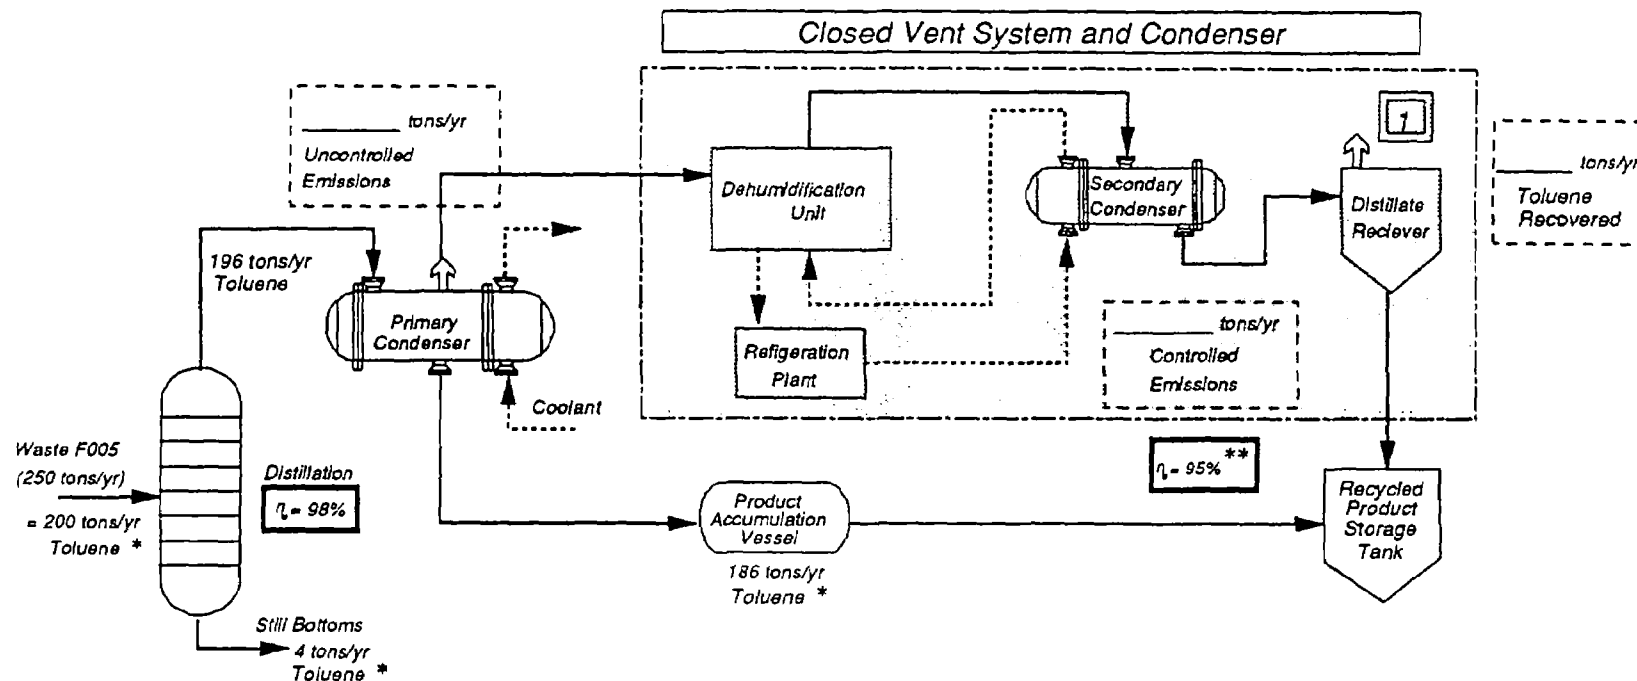 Closed Vent System and Condenser
________ tons/yr
Uncontrolled
Emissions
1
________ tons/yr
Toluene
Recovered
Dehumidification
Unit
Secondary
Condenser
Distillate
Reciever
196 tons/yr
Toluene
Primary
Condenser
________ tons/yr
Controlled
Emissions
Refigeration
Plant
Coolant
Waste F005
(250 tons/yr)
= 200 tons/yr
Toluene *
Distillation
η = 98%
η = 95% **
Product
Accumulation
Vessel
186 tons/yr
Toluene *
Recycled
Product
Storage
Tank
Still Bottoms
4 tons/yr
Toluene *